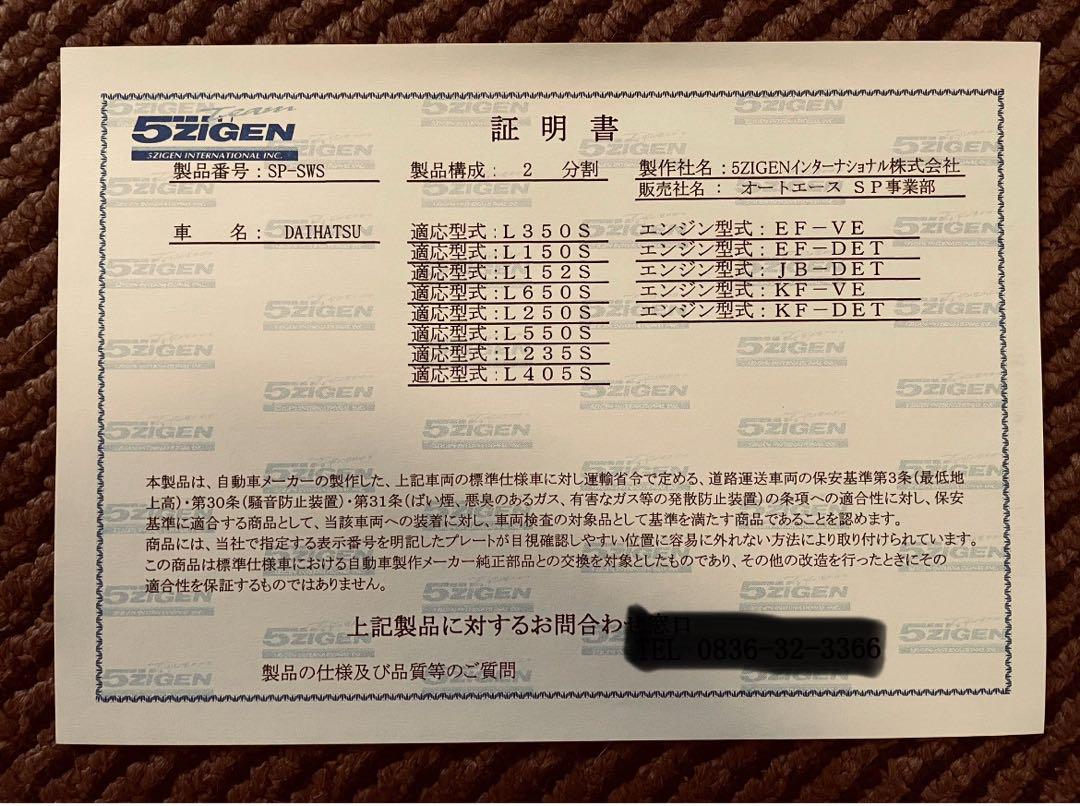 証明書
5ZIGEN
5ZIGEN INTERNATIONAL INC.
製品番号：SP-SWS
製品構成： 2 分割
製作社名：5ZIGENインターナショナル株式会社
販売社名： オートエース SP事業部
車 名： DAIHATSU
適応型式：L350S
適応型式：L150S
適応型式：L152S
適応型式：L650S
適応型式：L250S
適応型式：L550S
適応型式：L235S
適応型式：L405S
エンジン型式：EF-VE
エンジン型式：EF-DET
エンジン型式：JB-DET
エンジン型式：KF-VE
エンジン型式：KF-DET
本製品は、自動車メーカーの製作した、上記車両の標準仕様車に対し運輸省令で定める、道路運送車両の保安基準第3条(最低地
上高)・第30条(騒音防止装置)・第31条(ばい煙、悪臭のあるガス、有害なガス等の発散防止装置)の条項への適合性に対し、保安
基準に適合する商品として、当該車両への装着に対し、車両検査の対象品として基準を満たす商品であることを認めます。
商品には、当社で指定する表示番号を明記したプレートが目視確認しやすい位置に容易に外れない方法により取り付けられています。
この商品は標準仕様車における自動車製作メーカー純正部品との交換を対象としたものであり、その他の改造を行ったときにその
適合性を保証するものではありません。
上記製品に対するお問合わせ窓口
TEL 0836-32-3366
製品の仕様及び品質等のご質問